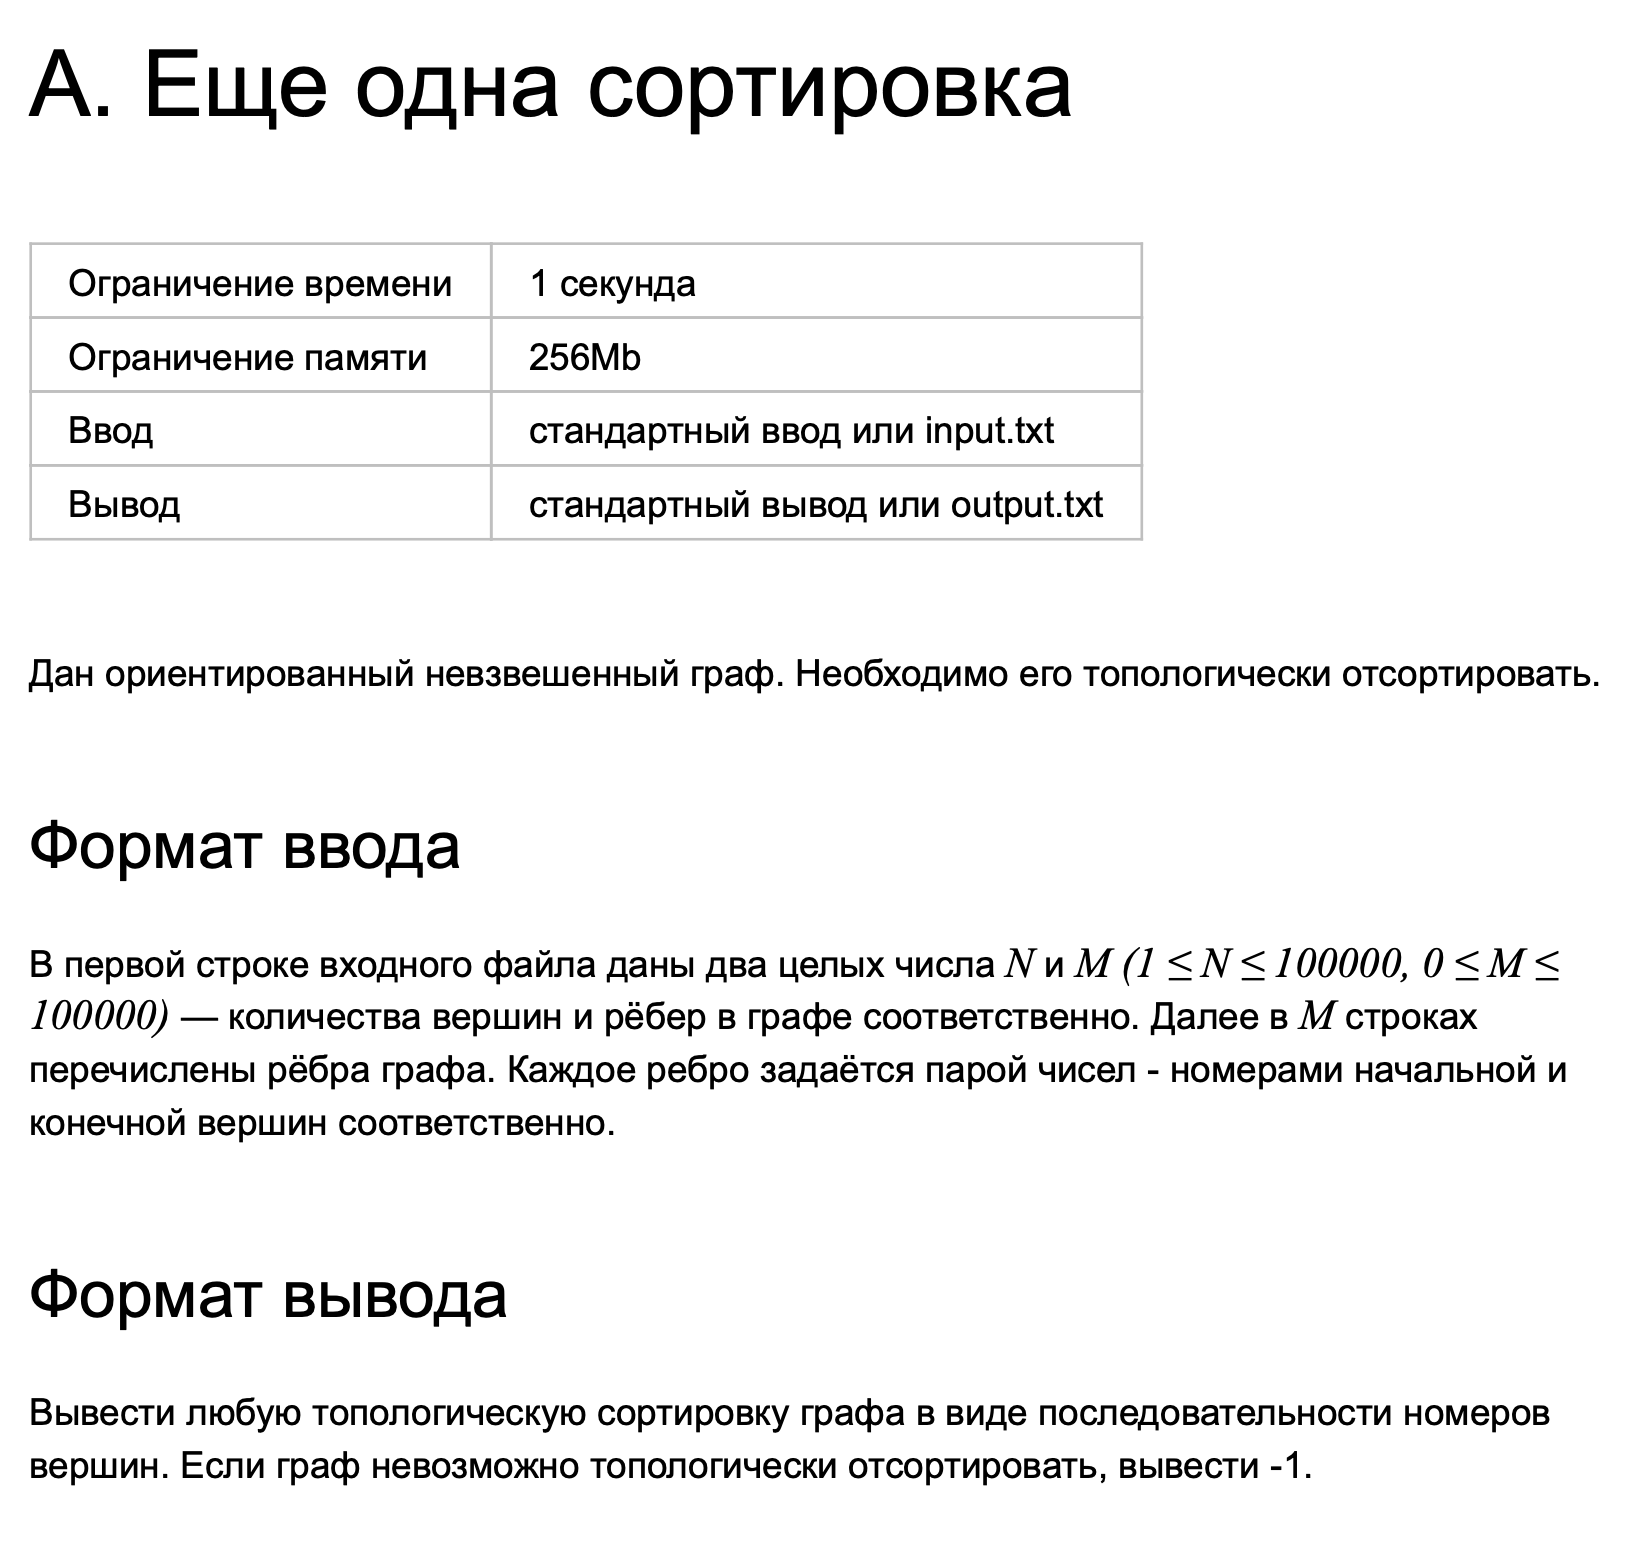 A. Еще одна сортировка
Ограничение времени 1 секунда
Ограничение памяти 256Mb
Ввод стандартный ввод или input.txt
Вывод стандартный вывод или output.txt
Дан ориентированный невзвешенный граф. Необходимо его топологически отсортировать.
Формат ввода
В первой строке входного файла даны два целых числа N и M (1 ≤ N ≤ 100000, 0 ≤ M ≤
100000) — количества вершин и рёбер в графе соответственно. Далее в M строках
перечислены рёбра графа. Каждое ребро задаётся парой чисел - номерами начальной и
конечной вершин соответственно.
Формат вывода
Вывести любую топологическую сортировку графа в виде последовательности номеров
вершин. Если граф невозможно топологически отсортировать, вывести -1.